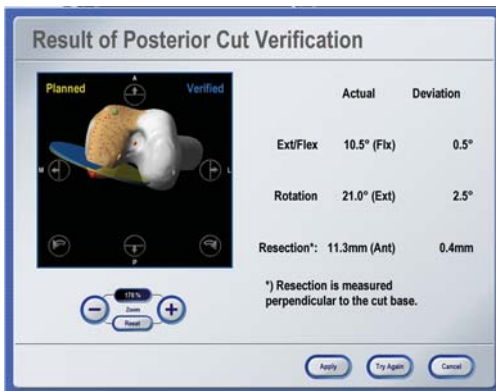 Result of Posterior Cut Verification
Planned
A
Verified
M
L
P
Actual Deviation
Ext/Flex 10.5° (Flx) 0.5°
Rotation 21.0° (Ext) 2.5°
Resection*: 11.3mm (Ant) 0.4mm
*) Resection is measured
perpendicular to the cut base.
178 %
Zoom
Reset
Apply
Try Again
Cancel